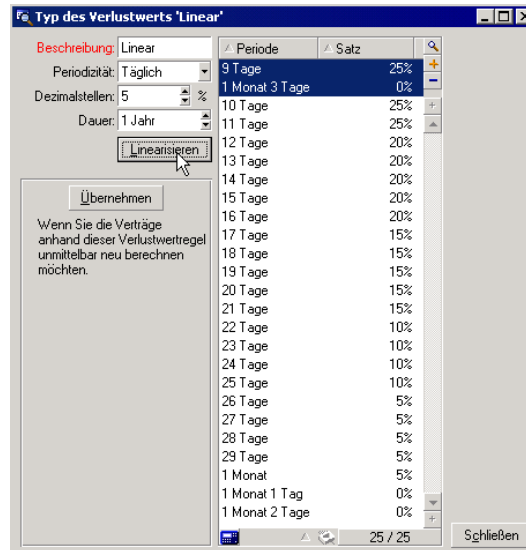 Typ des Verlustwerts 'Linear'
Beschreibung: Linear
Periodizität: Täglich
Dezimalstellen: 5 %
Dauer: 1 Jahr
Linearisieren
Übernehmen
Wenn Sie die Verträge
anhand dieser Verlustwertregel
unmittelbar neu berechnen
möchten.
Periode Satz
9 Tage 25%
1 Monat 3 Tage 0%
10 Tage 25%
11 Tage 25%
12 Tage 20%
13 Tage 20%
14 Tage 20%
15 Tage 20%
16 Tage 20%
17 Tage 15%
18 Tage 15%
19 Tage 15%
20 Tage 15%
21 Tage 15%
22 Tage 10%
23 Tage 10%
24 Tage 10%
25 Tage 10%
26 Tage 5%
27 Tage 5%
28 Tage 5%
29 Tage 5%
1 Monat 5%
1 Monat 1 Tag 0%
1 Monat 2 Tage 0%
25 / 25
Schließen